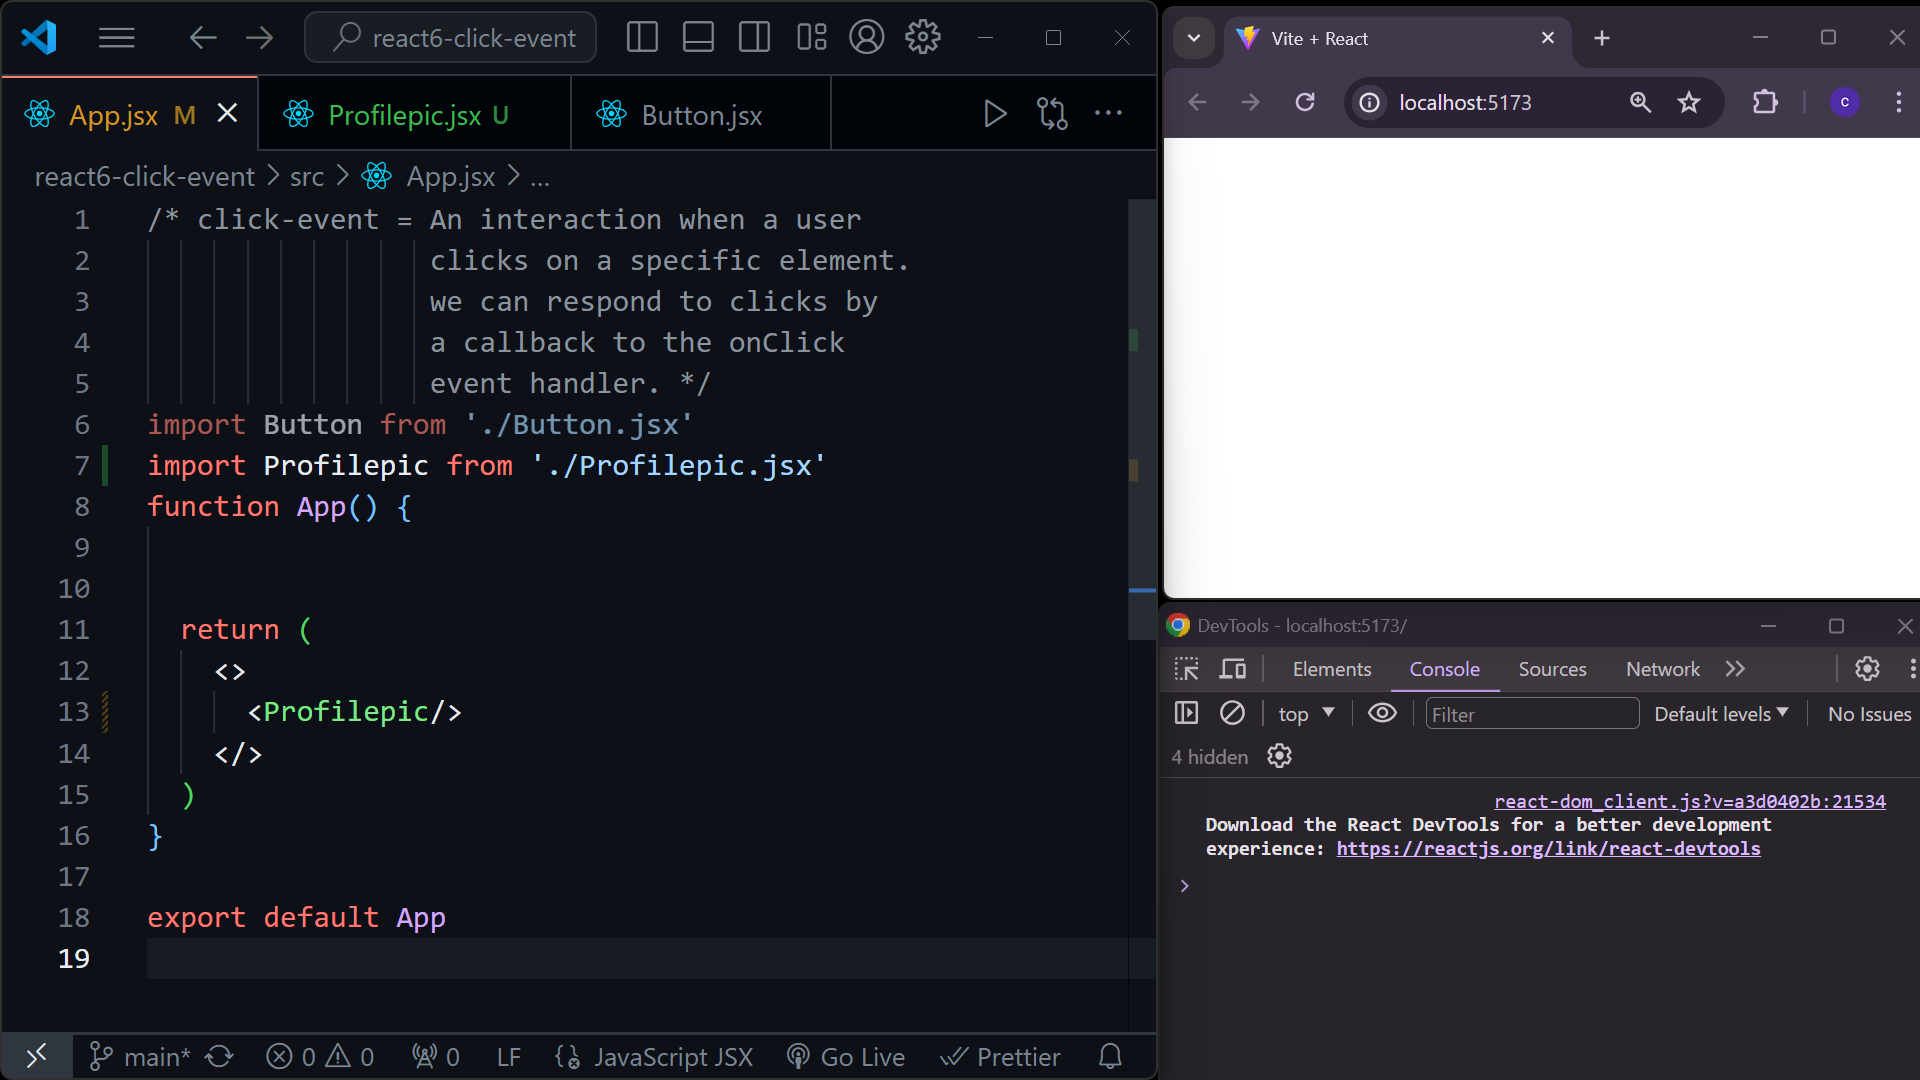 react6-click-event
App.jsx M
Profilepic.jsx U
Button.jsx
react6-click-event > src > App.jsx > ...
1 /* click-event = An interaction when a user
2 clicks on a specific element.
3 we can respond to clicks by
4 a callback to the onClick
5 event handler. */
6 import Button from './Button.jsx'
7 import Profilepic from './Profilepic.jsx'
8 function App() {
9
10
11 return (
12 <>
13 <Profilepic/>
14 </>
15 )
16 }
17
18 export default App
19
main* 0 0 0 LF JavaScript JSX Go Live Prettier
Vite + React
localhost:5173
c
DevTools - localhost:5173/
Elements Console Sources Network
top Filter Default levels No Issues
4 hidden
react-dom_client.js?v=a3d0402b:21534
Download the React DevTools for a better development
experience: https://reactjs.org/link/react-devtools